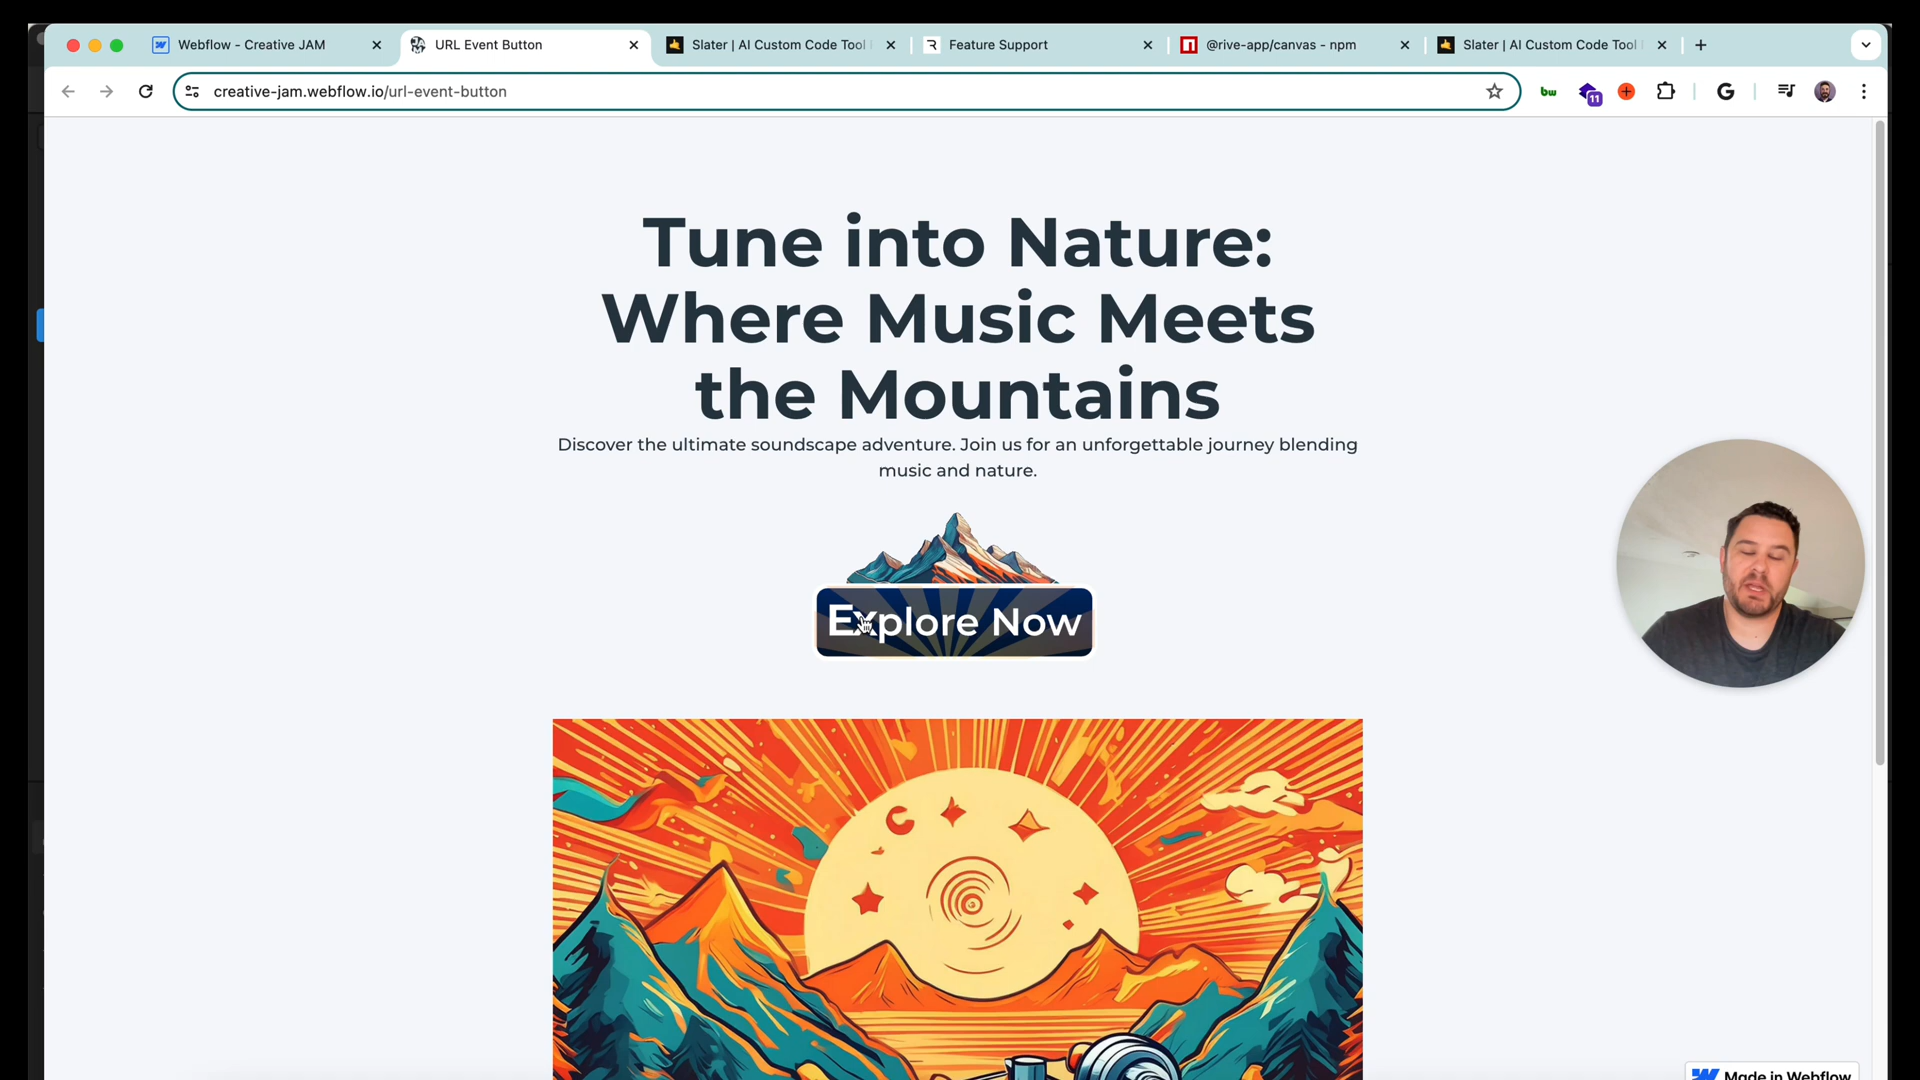 Webflow - Creative JAM
URL Event Button
Slater | AI Custom Code Tool
Feature Support
@rive-app/canvas - npm
Slater | AI Custom Code Tool
creative-jam.webflow.io/url-event-button
bw
11
G
Tune into Nature:
Where Music Meets
the Mountains
Discover the ultimate soundscape adventure. Join us for an unforgettable journey blending
music and nature.
Explore Now
Made in Webflow